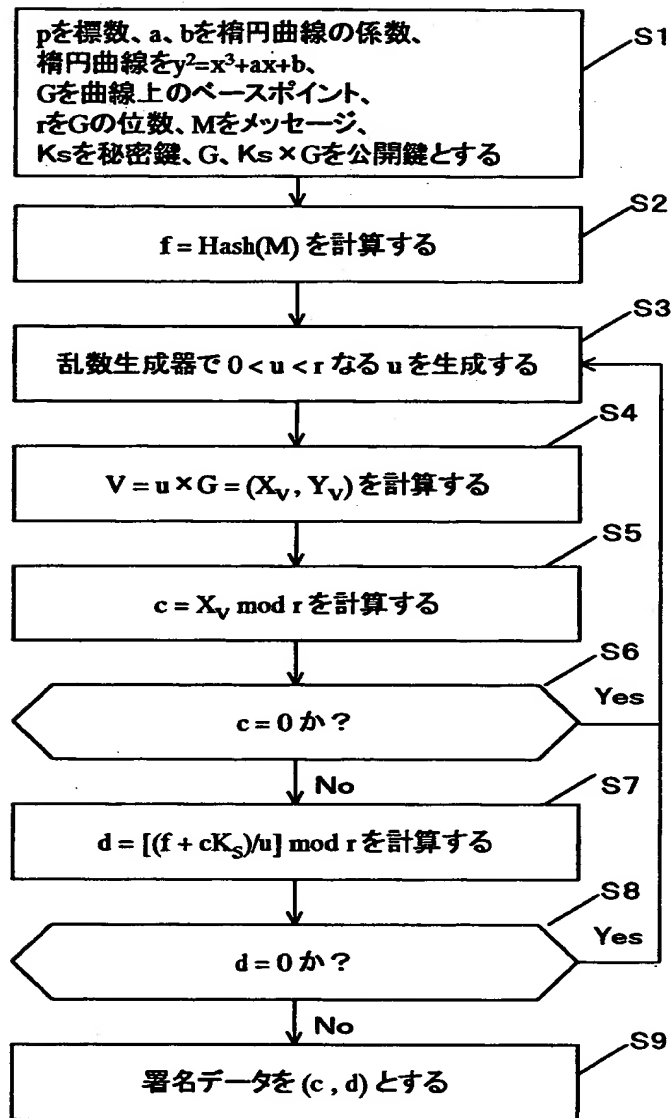 pを標数、a、bを楕円曲線の係数、
楕円曲線をy²=x³+ax+b、
Gを曲線上のベースポイント、
rをGの位数、Mをメッセージ、
Ksを秘密鍵、G、Ks×Gを公開鍵とする
S1
S2
f = Hash(M) を計算する
S3
乱数生成器で 0 < u < r なる u を生成する
S4
V = u × G = (X_V , Y_V) を計算する
S5
c = X_V mod r を計算する
S6
c = 0 か？
Yes
No
S7
d = [(f + cK_S)/u] mod r を計算する
S8
d = 0 か？
Yes
No
S9
署名データを (c , d) とする